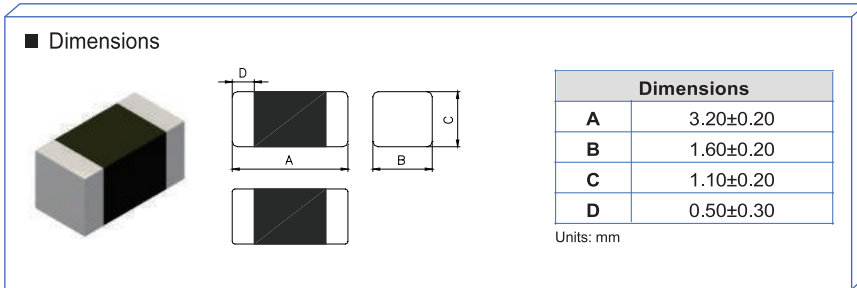 ■ Dimensions
D
A
B
C
Dimensions
A 3.20±0.20
B 1.60±0.20
C 1.10±0.20
D 0.50±0.30
Units: mm